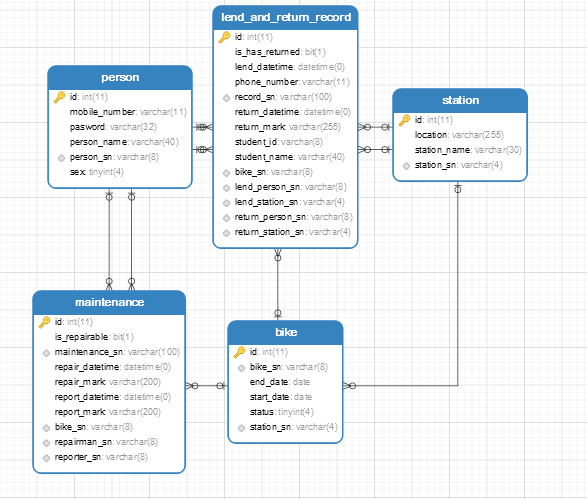 lend_and_return_record
id: int(11)
is_has_returned: bit(1)
lend_datetime: datetime(0)
phone_number: varchar(11)
record_sn: varchar(100)
return_datetime: datetime(0)
return_mark: varchar(255)
student_id: varchar(8)
student_name: varchar(40)
bike_sn: varchar(8)
lend_person_sn: varchar(8)
lend_station_sn: varchar(4)
return_person_sn: varchar(8)
return_station_sn: varchar(4)
person
id: int(11)
mobile_number: varchar(11)
pasword: varchar(32)
person_name: varchar(40)
person_sn: varchar(8)
sex: tinyint(4)
station
id: int(11)
location: varchar(255)
station_name: varchar(30)
station_sn: varchar(4)
maintenance
id: int(11)
is_repairable: bit(1)
maintenance_sn: varchar(100)
repair_datetime: datetime(0)
repair_mark: varchar(200)
report_datetime: datetime(0)
report_mark: varchar(200)
bike_sn: varchar(8)
repairman_sn: varchar(8)
reporter_sn: varchar(8)
bike
id: int(11)
bike_sn: varchar(8)
end_date: date
start_date: date
status: tinyint(4)
station_sn: varchar(4)